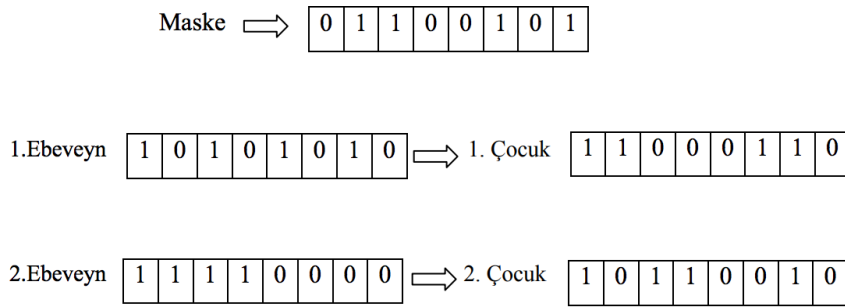 Maske 0 1 1 0 0 1 0 1
1.Ebeveyn 1 0 1 0 1 0 1 0 1. Çocuk 1 1 0 0 0 1 1 0
2.Ebeveyn 1 1 1 1 0 0 0 0 2. Çocuk 1 0 1 1 0 0 1 0